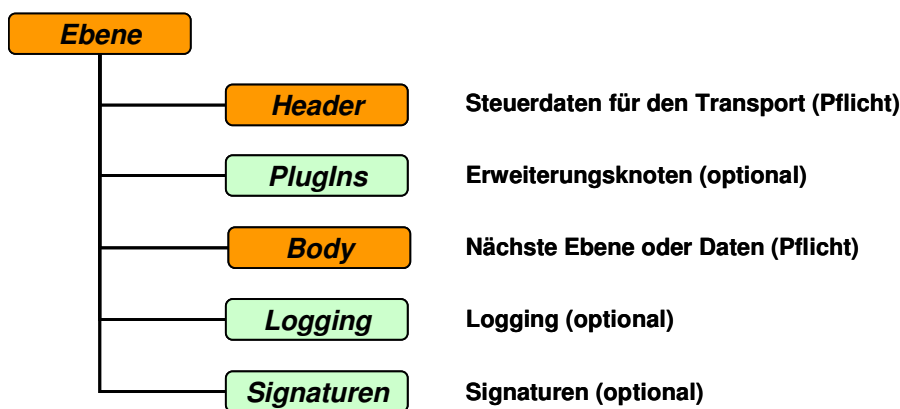 Ebene
Header Steuerdaten für den Transport (Pflicht)
PlugIns Erweiterungsknoten (optional)
Body Nächste Ebene oder Daten (Pflicht)
Logging Logging (optional)
Signaturen Signaturen (optional)